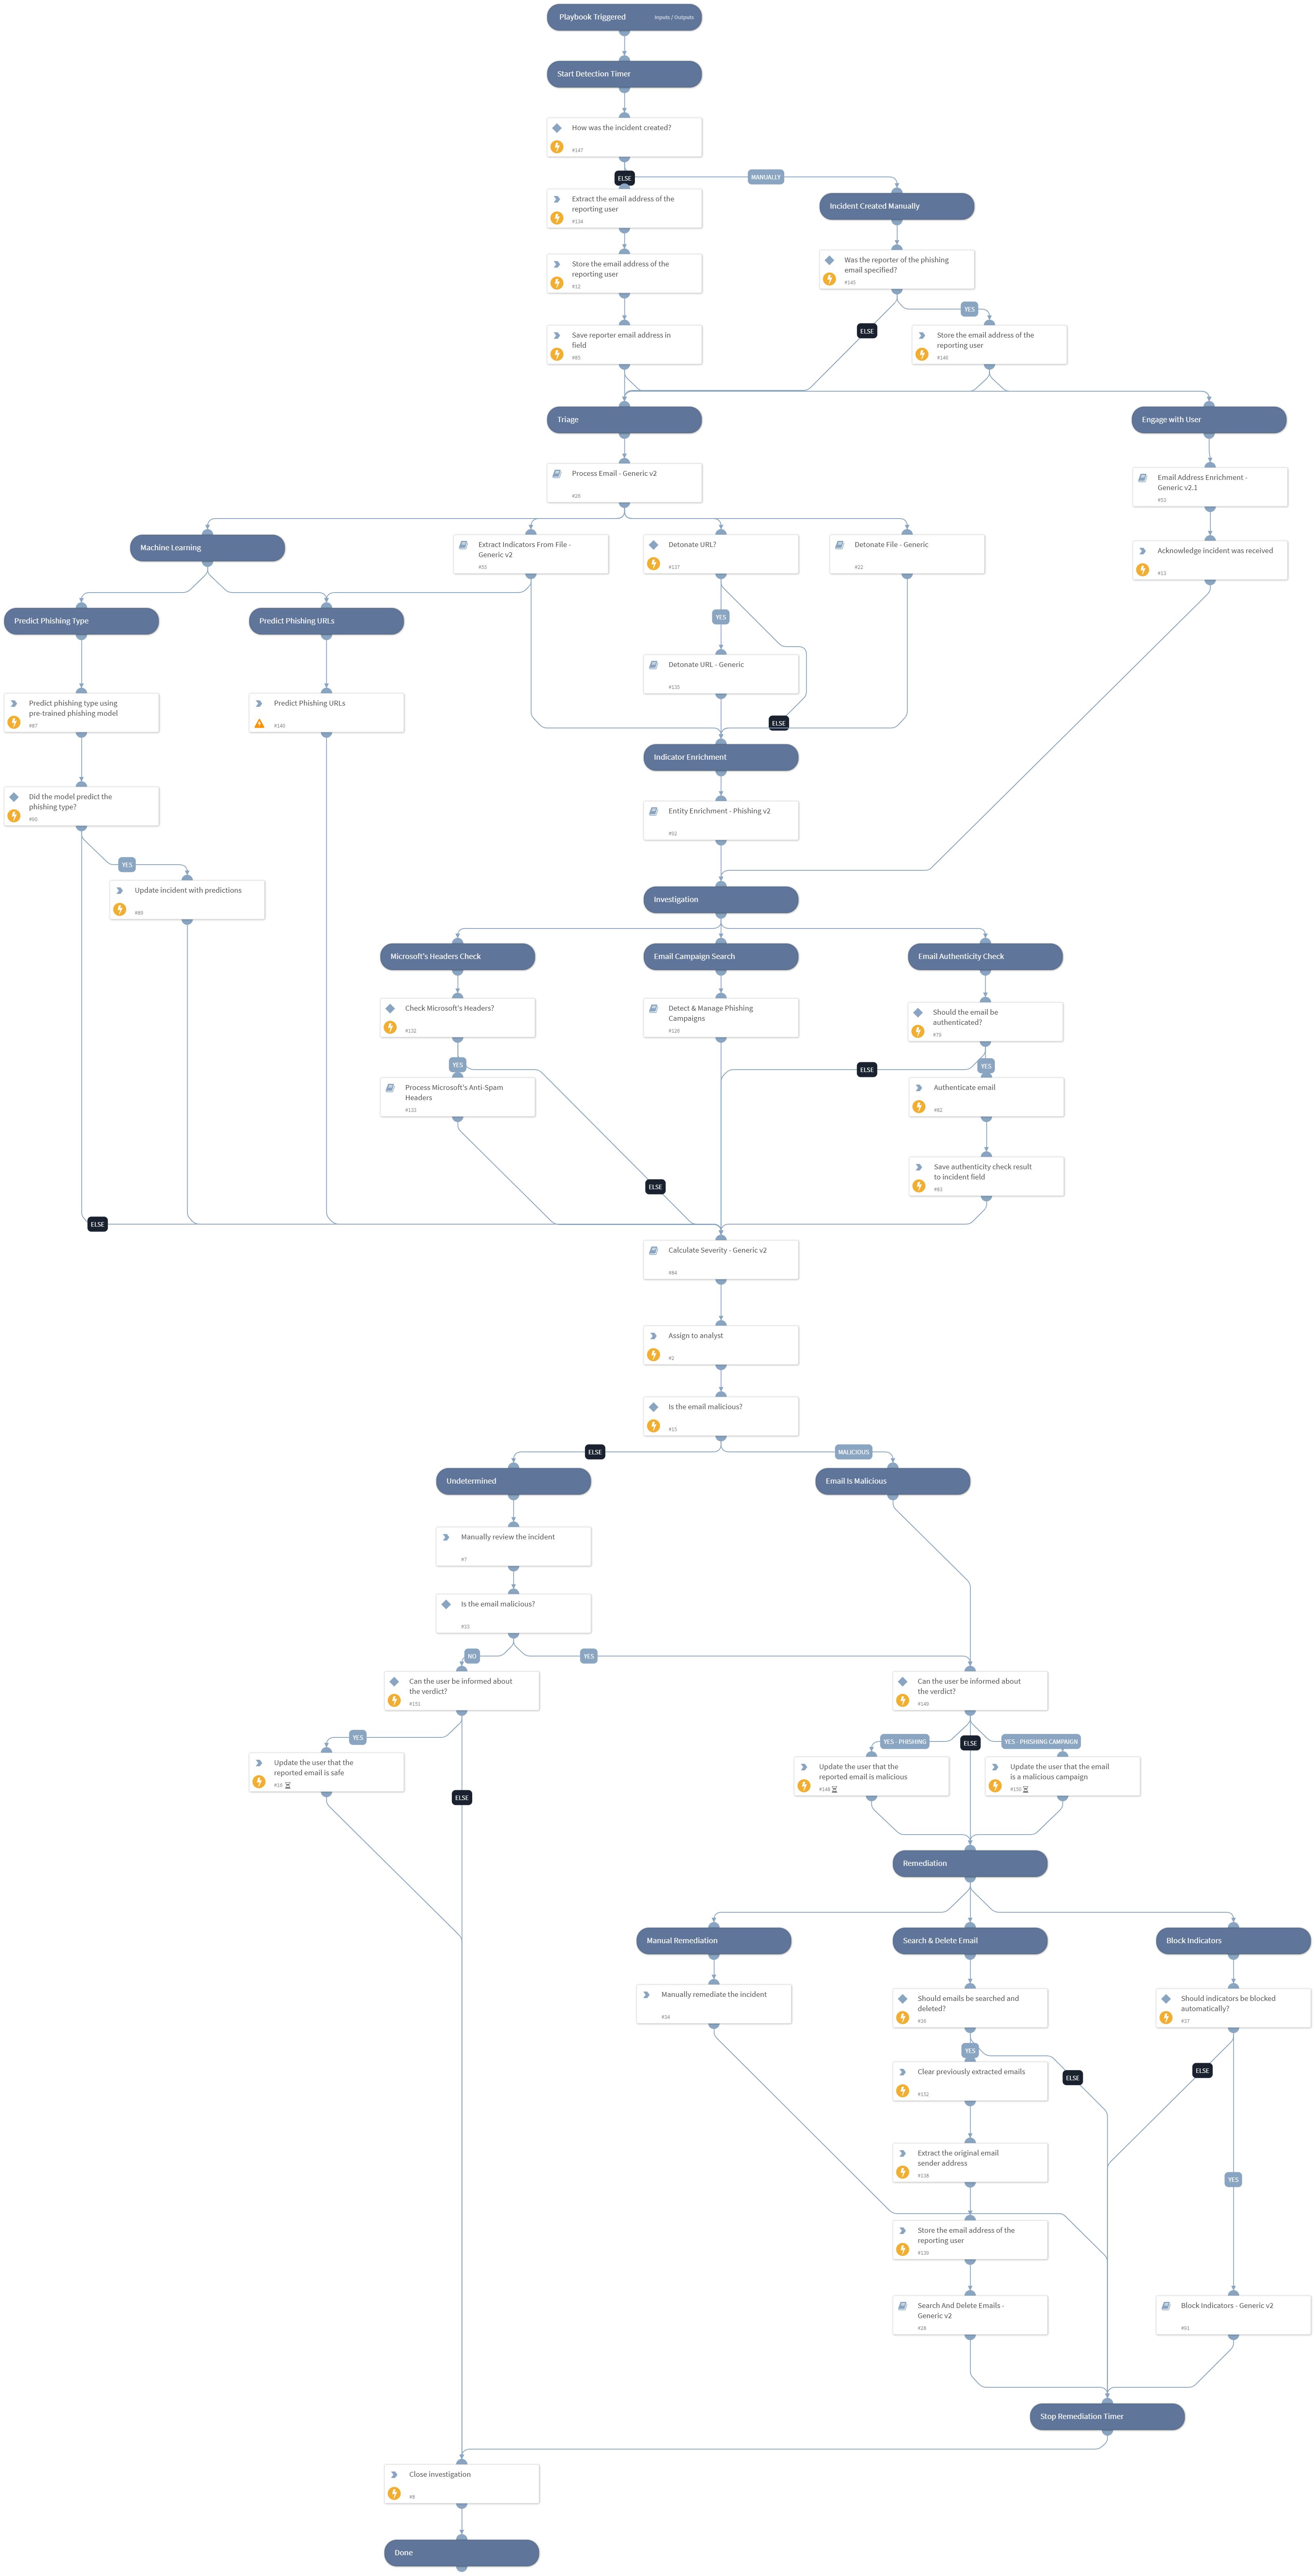 Playbook Triggered
Inputs / Outputs
Start Detection Timer
How was the incident created?
#147
ELSE
MANUALLY
Extract the email address of the
reporting user
#134
Incident Created Manually
Store the email address of the
reporting user
#12
Was the reporter of the phishing
email specified?
#145
YES
ELSE
Save reporter email address in
field
#85
Store the email address of the
reporting user
#146
Triage
Engage with User
Process Email - Generic v2
Email Address Enrichment -
Generic v2.1
Machine Learning
Extract Indicators From File -
Generic v2
#55
Detonate URL?
#137
Detonate File - Generic
#22
Acknowledge incident was received
#13
Predict Phishing Type
Predict Phishing URLs
YES
Detonate URL - Generic
#135
Predict phishing type using
pre-trained phishing model
#87
Predict Phishing URLs
#140
ELSE
Indicator Enrichment
Did the model predict the
phishing type?
Entity Enrichment - Phishing v2
#92
YES
Update incident with predictions
Investigation
Microsoft's Headers Check
Email Campaign Search
Email Authenticity Check
Check Microsoft's Headers?
#132
Detect & Manage Phishing
Campaigns
Should the email be
authenticated?
YES
ELSE
YES
Process Microsoft's Anti-Spam
Headers
#133
Authenticate email
#82
Save authenticity check result
to incident field
#83
ELSE
ELSE
Calculate Severity - Generic v2
Assign to analyst
#2
Is the email malicious?
#15
ELSE
MALICIOUS
Undetermined
Email Is Malicious
Manually review the incident
#7
Is the email malicious?
#33
NO
YES
Can the user be informed about
the verdict?
#151
Can the user be informed about
the verdict?
#149
YES
YES - PHISHING
ELSE
YES - PHISHING CAMPAIGN
Update the user that the
reported email is safe
#16
Update the user that the
reported email is malicious
#148
Update the user that the email
is a malicious campaign
#150
ELSE
Remediation
Manual Remediation
Search & Delete Email
Block Indicators
Manually remediate the incident
#34
Should emails be searched and
deleted?
#36
Should indicators be blocked
automatically?
#37
YES
ELSE
ELSE
Clear previously extracted emails
#152
Extract the original email
sender address
#138
YES
Store the email address of the
reporting user
#139
Search And Delete Emails -
Generic v2
#28
Block Indicators - Generic v2
#91
Stop Remediation Timer
Close investigation
Done